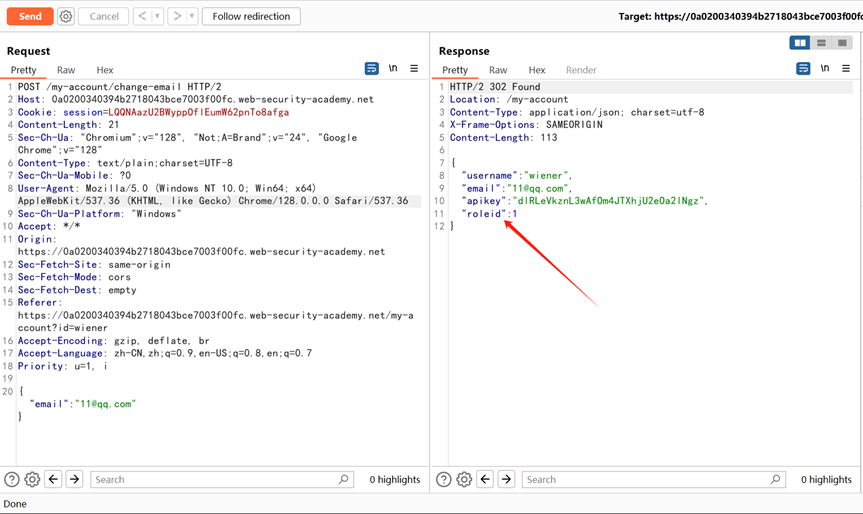 Send Cancel < > Follow redirection Target: https://0a0200340394b2718043bce7003f00fc
Request
Pretty Raw Hex \n
1 POST /my-account/change-email HTTP/2
2 Host: 0a0200340394b2718043bce7003f00fc.web-security-academy.net
3 Cookie: session=LQQNAazU2BWyppOflEumW62pnTo8afga
4 Content-Length: 21
5 Sec-Ch-Ua: "Chromium";v="128", "Not;A=Brand";v="24", "Google
Chrome";v="128"
6 Content-Type: text/plain;charset=UTF-8
7 Sec-Ch-Ua-Mobile: ?0
8 User-Agent: Mozilla/5.0 (Windows NT 10.0; Win64; x64)
AppleWebKit/537.36 (KHTML, like Gecko) Chrome/128.0.0.0 Safari/537.36
9 Sec-Ch-Ua-Platform: "Windows"
10 Accept: */*
11 Origin:
https://0a0200340394b2718043bce7003f00fc.web-security-academy.net
12 Sec-Fetch-Site: same-origin
13 Sec-Fetch-Mode: cors
14 Sec-Fetch-Dest: empty
15 Referer:
https://0a0200340394b2718043bce7003f00fc.web-security-academy.net/my-a
ccount?id=wiener
16 Accept-Encoding: gzip, deflate, br
17 Accept-Language: zh-CN,zh;q=0.9,en-US;q=0.8,en;q=0.7
18 Priority: u=1, i
19
20 {
"email":"11@qq.com"
}
Search 0 highlights
Response
Pretty Raw Hex Render \n
1 HTTP/2 302 Found
2 Location: /my-account
3 Content-Type: application/json; charset=utf-8
4 X-Frame-Options: SAMEORIGIN
5 Content-Length: 113
6
7 {
8 "username":"wiener",
9 "email":"11@qq.com",
10 "apikey":"dlRLeVkznL3wAfOm4JTXhjU2eOa2lNgz",
11 "roleid":1
12 }
Search 0 highlights
Done